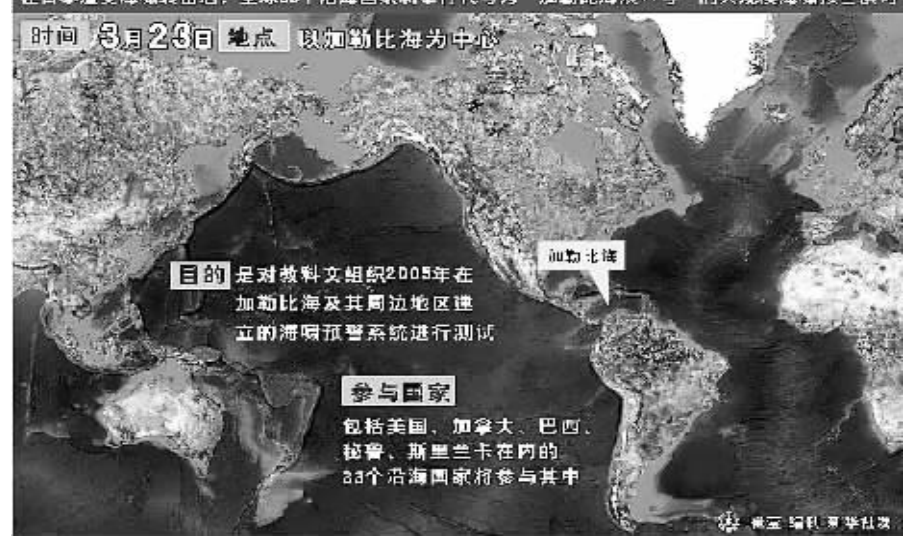 时间 3月23日 地点 以加勒比海为中心
加勒比海
目的 是对教科文组织2005年在
加勒比海及其周边地区建
立的海啸预警系统进行测试
参与国家
包括美国、加拿大、巴西、
秘鲁、斯里兰卡在内的
33个沿海国家将参与其中
编制 新华社发